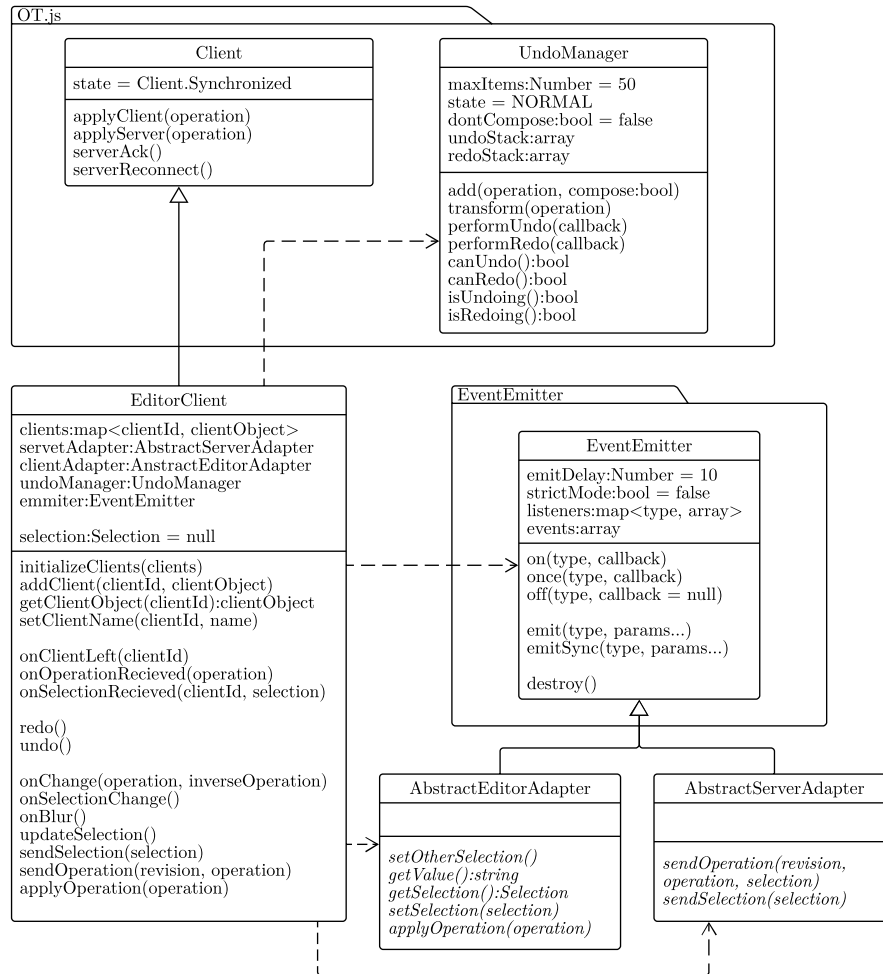 OT.js
Client
state = Client.Synchronized
applyClient(operation)
applyServer(operation)
serverAck()
serverReconnect()
UndoManager
maxItems:Number = 50
state = NORMAL
dontCompose:bool = false
undoStack:array
redoStack:array
add(operation, compose:bool)
transform(operation)
performUndo(callback)
performRedo(callback)
canUndo():bool
canRedo():bool
isUndoing():bool
isRedoing():bool
EditorClient
clients:map<clientId, clientObject>
servetAdapter:AbstractServerAdapter
clientAdapter:AnstractEditorAdapter
undoManager:UndoManager
emmiter:EventEmitter
selection:Selection = null
initializeClients(clients)
addClient(clientId, clientObject)
getClientObject(clientId):clientObject
setClientName(clientId, name)
onClientLeft(clientId)
onOperationRecieved(operation)
onSelectionRecieved(clientId, selection)
redo()
undo()
onChange(operation, inverseOperation)
onSelectionChange()
onBlur()
updateSelection()
sendSelection(selection)
sendOperation(revision, operation)
applyOperation(operation)
EventEmitter
EventEmitter
emitDelay:Number = 10
strictMode:bool = false
listeners:map<type, array>
events:array
on(type, callback)
once(type, callback)
off(type, callback = null)
emit(type, params...)
emitSync(type, params...)
destroy()
AbstractEditorAdapter
setOtherSelection()
getValue():string
getSelection():Selection
setSelection(selection)
applyOperation(operation)
AbstractServerAdapter
sendOperation(revision,
operation, selection)
sendSelection(selection)